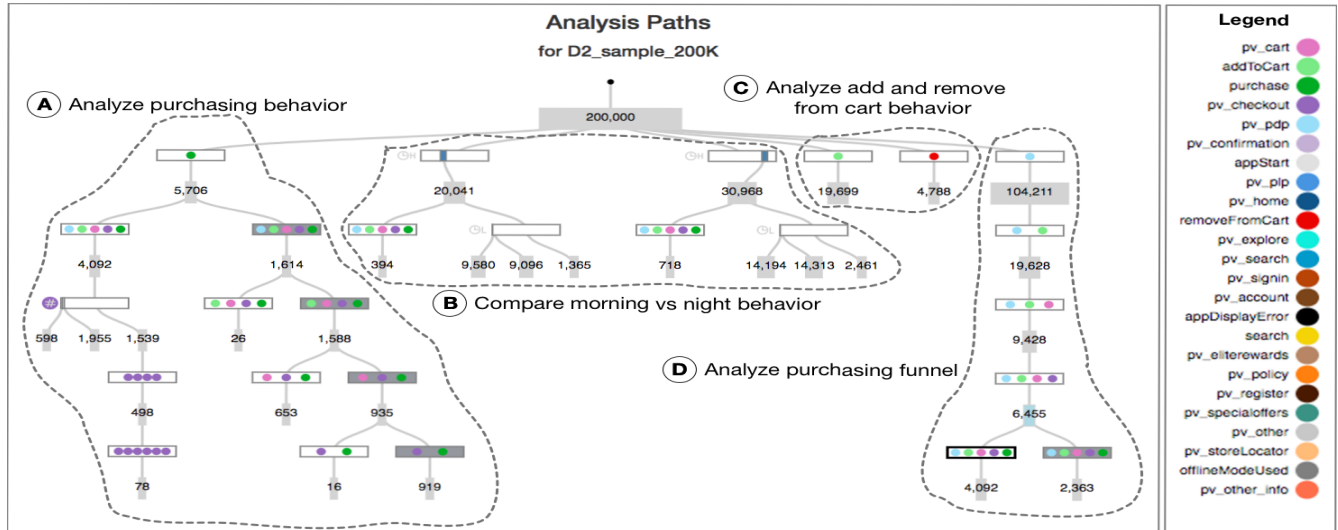 Analysis Paths
for D2_sample_200K
A Analyze purchasing behavior
C Analyze add and remove
from cart behavior
200,000
H
H
5,706
20,041
30,968
19,699
4,788
104,211
L
L
4,092
1,614
394
9,580
9,096
1,365
718
14,194
14,313
2,461
19,628
B Compare morning vs night behavior
#
598
1,955
1,539
26
1,588
9,428
D Analyze purchasing funnel
498
653
935
6,455
78
16
919
4,092
2,363
Legend
pv_cart
addToCart
purchase
pv_checkout
pv_pdp
pv_confirmation
appStart
pv_plp
pv_home
removeFromCart
pv_explore
pv_search
pv_signin
pv_account
appDisplayError
search
pv_eliterewards
pv_policy
pv_register
pv_specialoffers
pv_other
pv_storeLocator
offlineModeUsed
pv_other_info